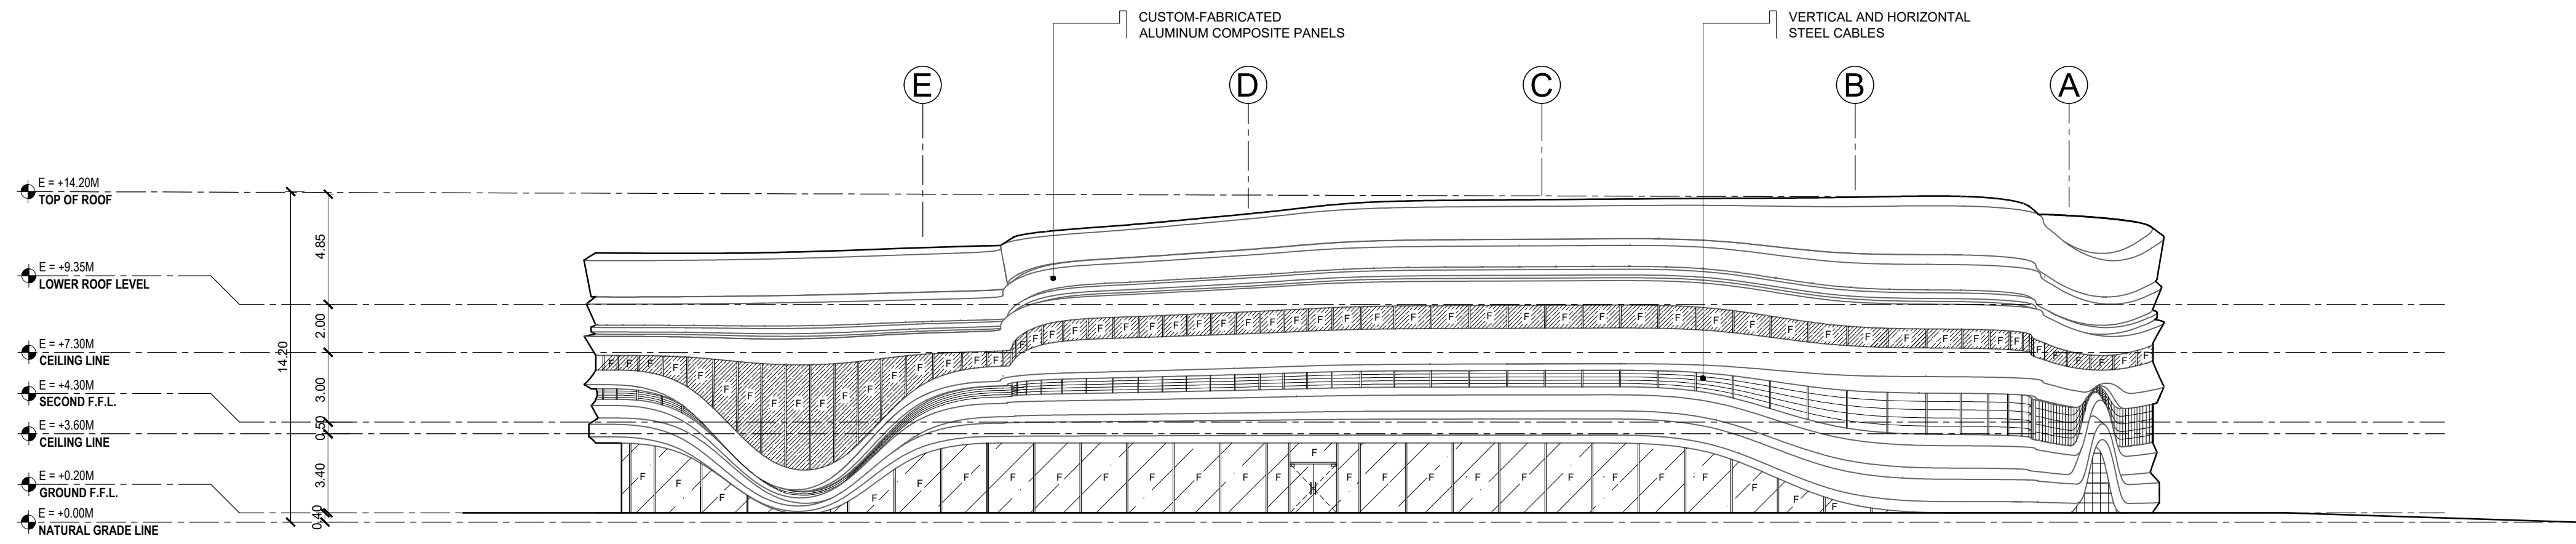 CUSTOM-FABRICATED
ALUMINUM COMPOSITE PANELS
VERTICAL AND HORIZONTAL
STEEL CABLES
E D C B A
E = +14.20M
TOP OF ROOF
E = +9.35M
LOWER ROOF LEVEL
E = +7.30M
CEILING LINE
E = +4.30M
SECOND F.F.L.
E = +3.60M
CEILING LINE
E = +0.20M
GROUND F.F.L.
E = +0.00M
NATURAL GRADE LINE
14.20
4.85
2.00
3.00
0.50
3.40
0.40
F F F F F F F F F F F F F F F F F F
F F F F F F F F F F F F F F F F F F F F F F F F F F F F F F F F F F F F F F
F
F F F F F F F F F F F F F F F F F F F F F F F F